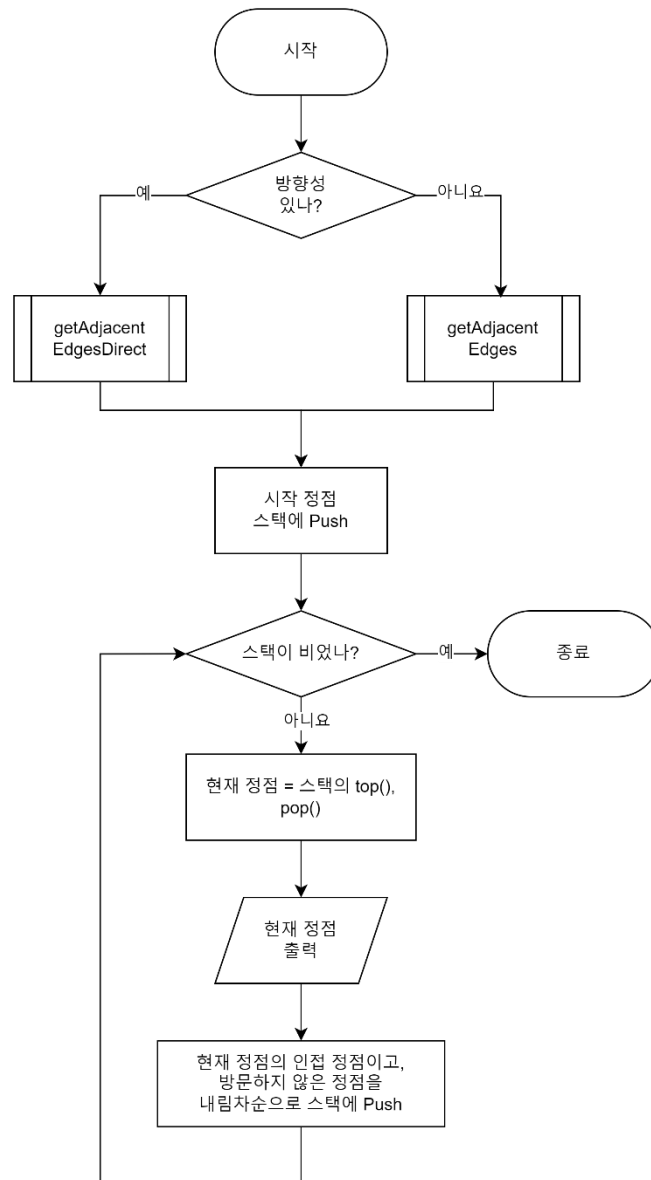 시작
방향성
있나?
예
아니요
getAdjacent
EdgesDirect
getAdjacent
Edges
시작 정점
스택에 Push
스택이 비었나?
예
종료
아니요
현재 정점 = 스택의 top(),
pop()
현재 정점
출력
현재 정점의 인접 정점이고,
방문하지 않은 정점을
내림차순으로 스택에 Push